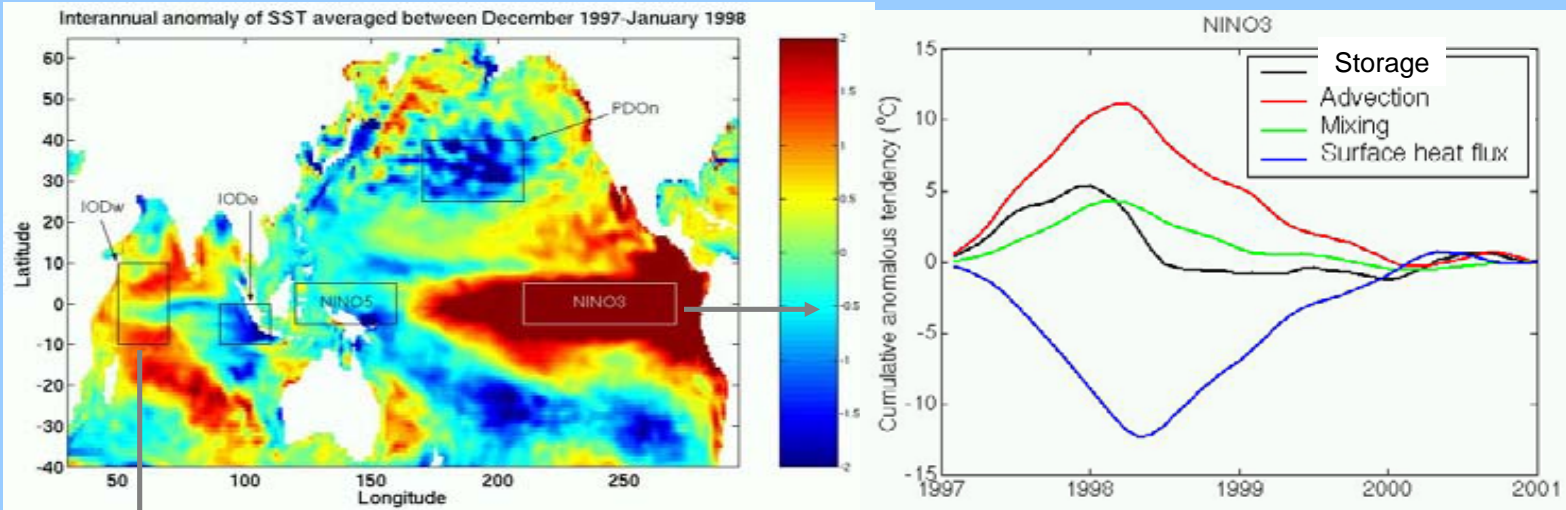 Interannual anomaly of SST averaged between December 1997-January 1998
60
50
40
30
20
10
0
-10
-20
-30
-40
Latitude
50
100
150
200
250
Longitude
PDOn
IODw
IODe
NINO5
NINO3
2
1.5
1
0.5
0
-0.5
-1
-1.5
-2
NINO3
Storage
Advection
Mixing
Surface heat flux
Cumulative anomalous tendency (°C)
15
10
5
0
-5
-10
-15
1997
1998
1999
2000
2001